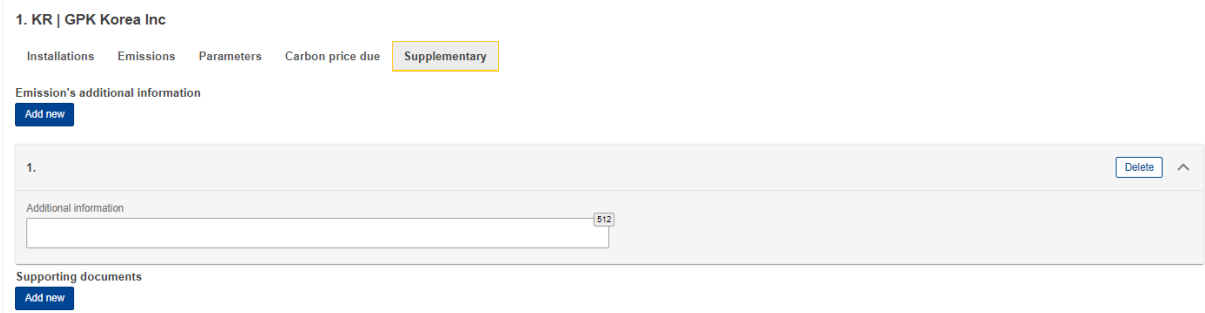 1. KR | GPK Korea Inc
Installations Emissions Parameters Carbon price due Supplementary
Emission's additional information
Add new
1. Delete
Additional information
512
Supporting documents
Add new